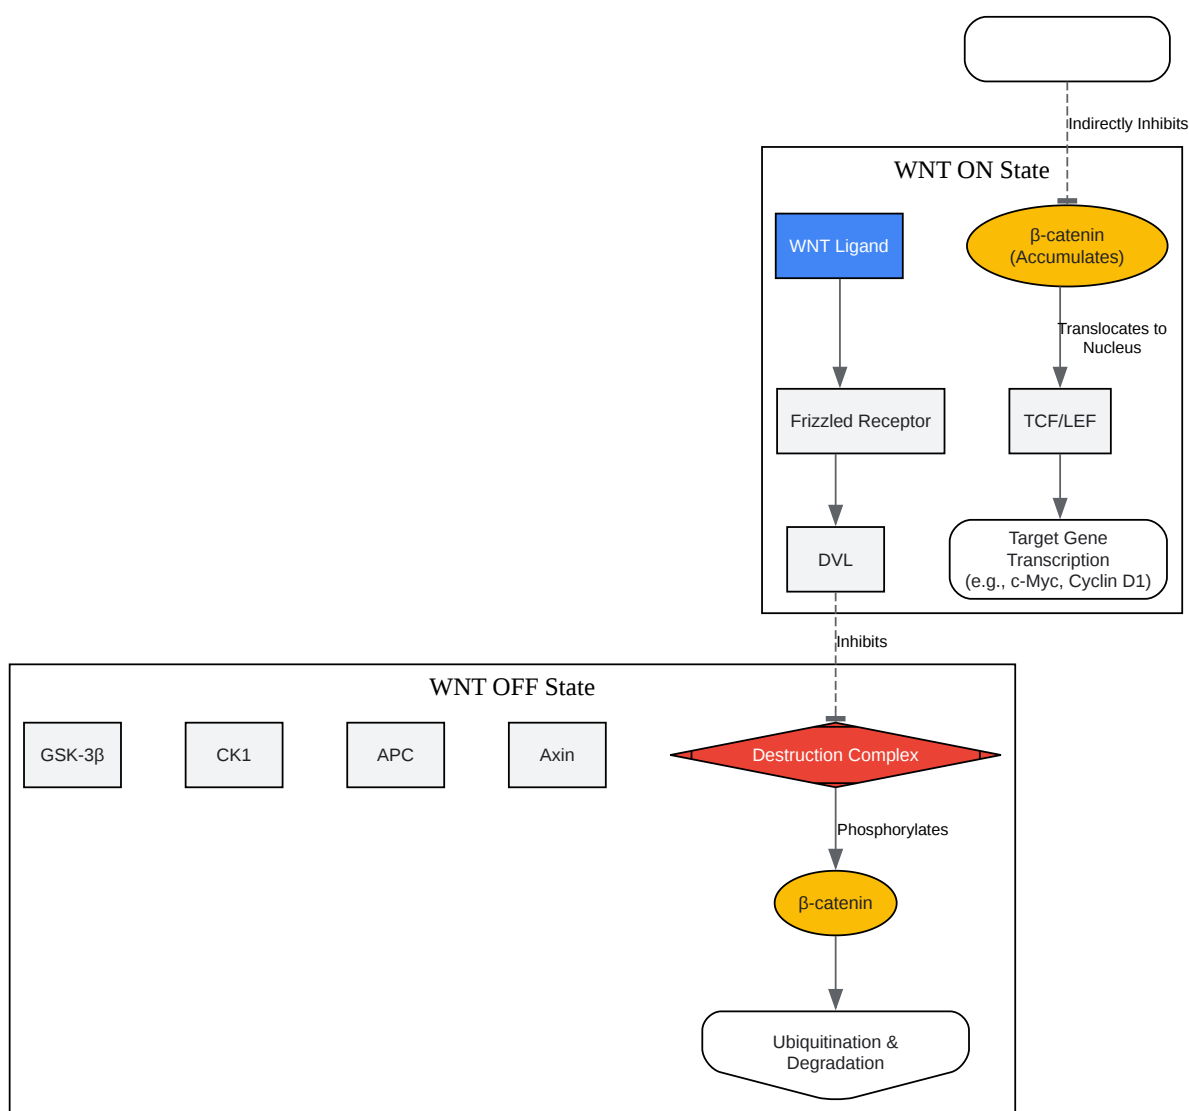 Indirectly Inhibits
WNT ON State
WNT Ligand
β-catenin
(Accumulates)
Translocates to
Nucleus
Frizzled Receptor
TCF/LEF
DVL
Target Gene
Transcription
(e.g., c-Myc, Cyclin D1)
Inhibits
WNT OFF State
GSK-3β
CK1
APC
Axin
Destruction Complex
Phosphorylates
β-catenin
Ubiquitination &
Degradation